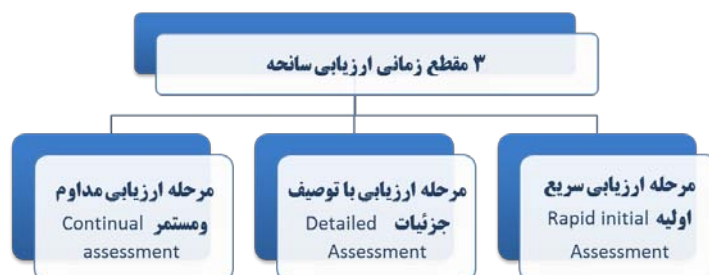 ۳ مقطع زمانی ارزیابی سانحه
مرحله ارزیابی سریع
اولیه Rapid initial
Assessment
مرحله ارزیابی با توصیف
جزئیات Detailed
Assessment
مرحله ارزیابی مداوم
ومستمر Continual
assessment